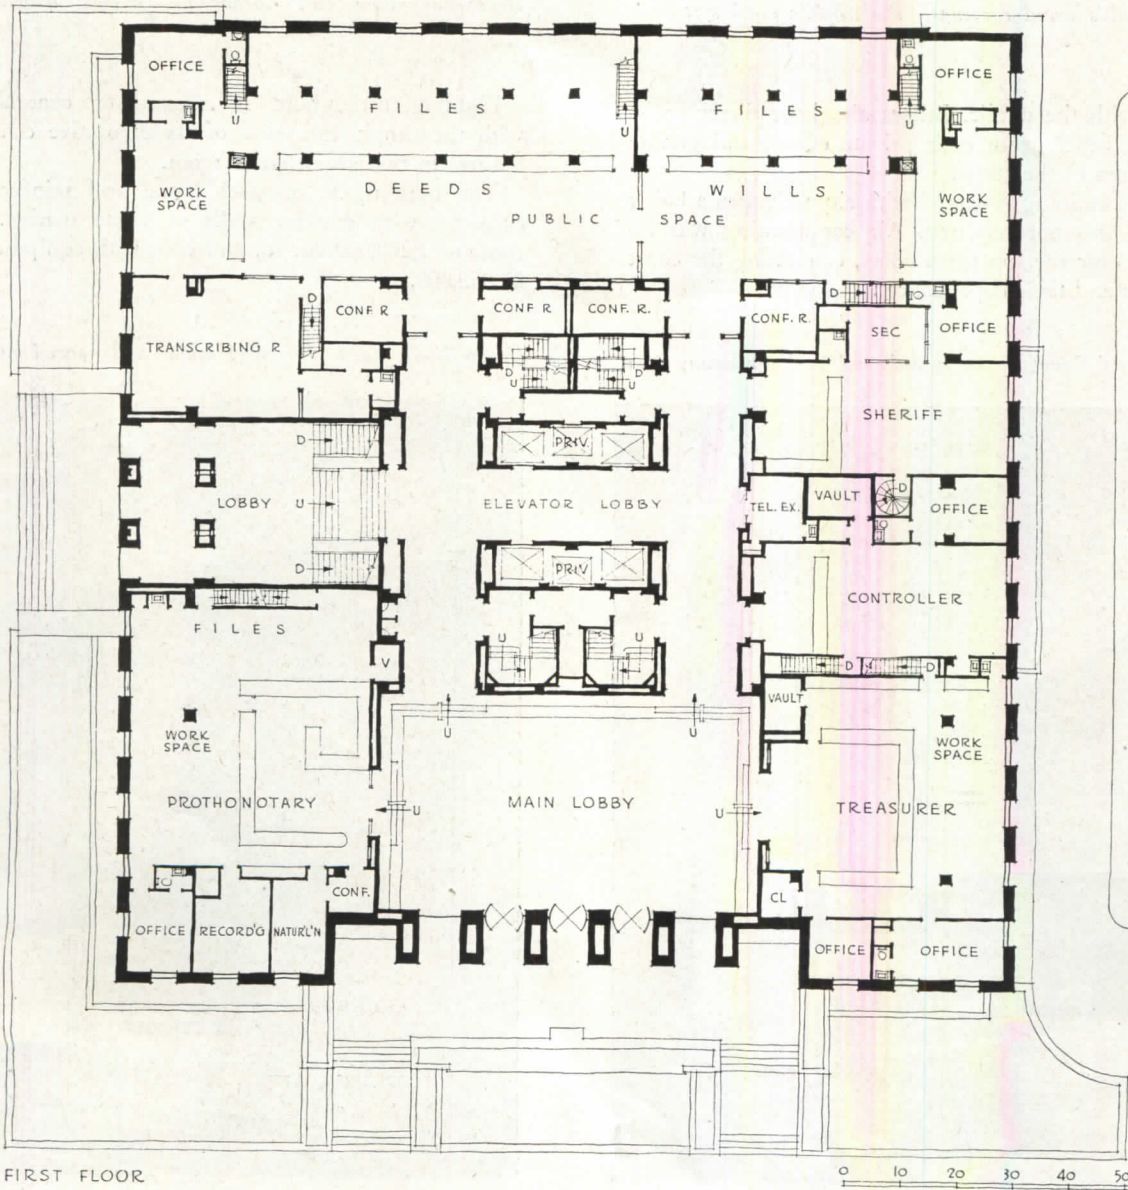 OFFICE
OFFICE
FILES
FILES
U
U
U
DEEDS
WILLS
WORK
SPACE
WORK
SPACE
PUBLIC SPACE
D
CONF. R
CONF R
CONF. R.
CONF. R.
D
SEC
OFFICE
TRANSCRIBING R
D
U
D
U
SHERIFF
D
PRIV.
LOBBY
U
ELEVATOR LOBBY
TEL. EX.
VAULT
D
OFFICE
D
PRIV
CONTROLLER
FILES
U
U
V
D
D
VAULT
U
U
WORK
SPACE
WORK
SPACE
PROTHONOTARY
U
MAIN LOBBY
U
TREASURER
CONF.
CL
OFFICE
RECORD'G
NATURL'N
OFFICE
OFFICE
FIRST FLOOR
0 10 20 30 40 50